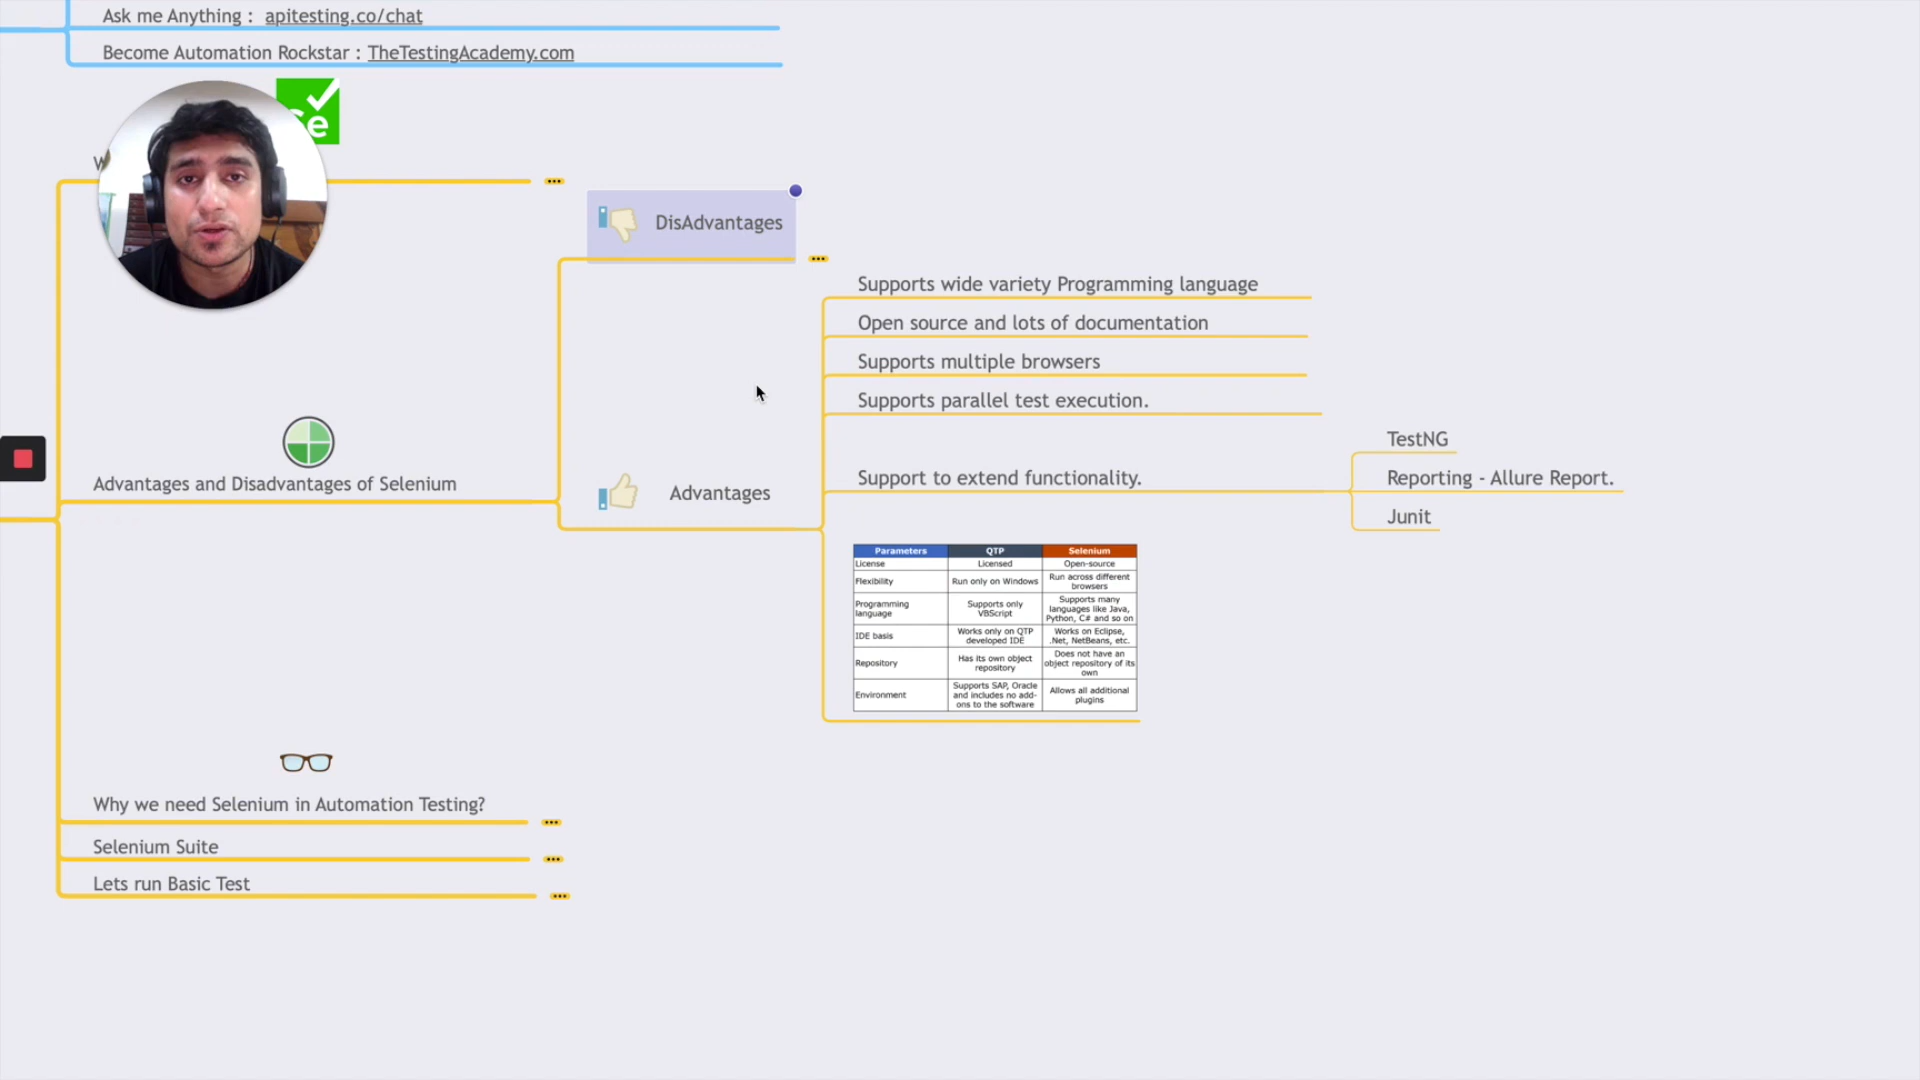 Ask me Anything : apitesting.co/chat
Become Automation Rockstar : TheTestingAcademy.com
Se
DisAdvantages
Supports wide variety Programming language
Open source and lots of documentation
Supports multiple browsers
Supports parallel test execution.
TestNG
Support to extend functionality.
Reporting - Allure Report.
Junit
Advantages and Disadvantages of Selenium
Advantages
Parameters QTP Selenium
License Licensed Open-source
Flexibility Run only on Windows Run across different
browsers
Programming
language
Supports only
VBScript
Supports many
languages like Java,
Python, C# and so on
IDE basis
Works only on QTP
developed IDE
Works on Eclipse,
.Net, NetBeans, etc.
Repository
Has its own object
repository
Does not have an
object repository of its
own
Environment
Supports SAP, Oracle
and includes no add-
ons to the software
Allows all additional
plugins
Why we need Selenium in Automation Testing?
Selenium Suite
Lets run Basic Test